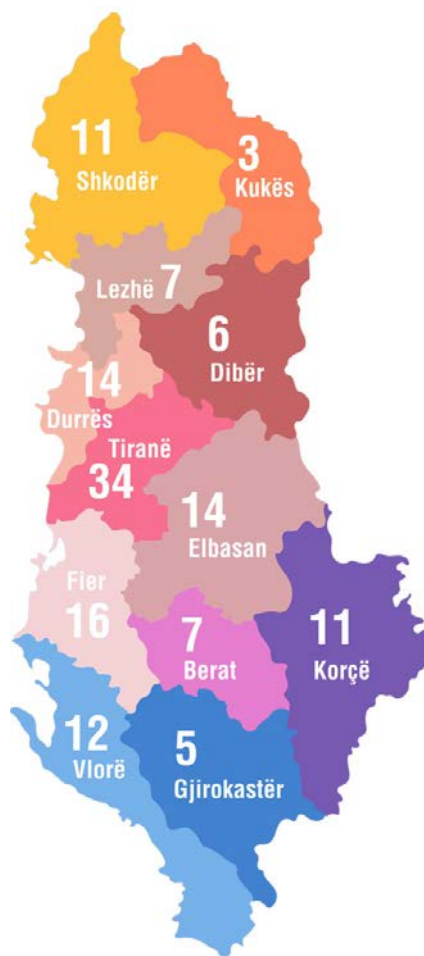 11
Shkodër
3
Kukës
Lezhë 7
6
Dibër
14
Durrës
Tiranë
34
14
Elbasan
Fier
16
7
Berat
11
Korçë
12
Vlorë
5
Gjirokastër